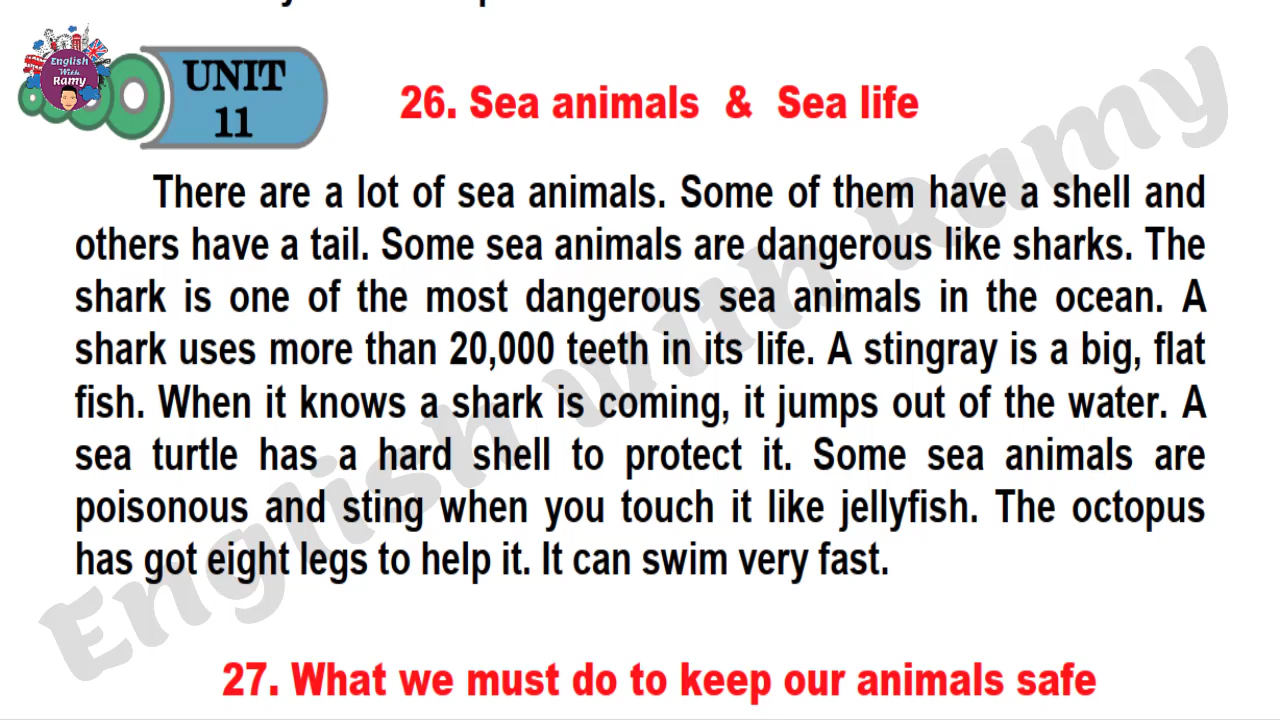 English
With
Ramy
UNIT
11
26. Sea animals & Sea life
There are a lot of sea animals. Some of them have a shell and
others have a tail. Some sea animals are dangerous like sharks. The
shark is one of the most dangerous sea animals in the ocean. A
shark uses more than 20,000 teeth in its life. A stingray is a big, flat
fish. When it knows a shark is coming, it jumps out of the water. A
sea turtle has a hard shell to protect it. Some sea animals are
poisonous and sting when you touch it like jellyfish. The octopus
has got eight legs to help it. It can swim very fast.
English with Ramy
27. What we must do to keep our animals safe